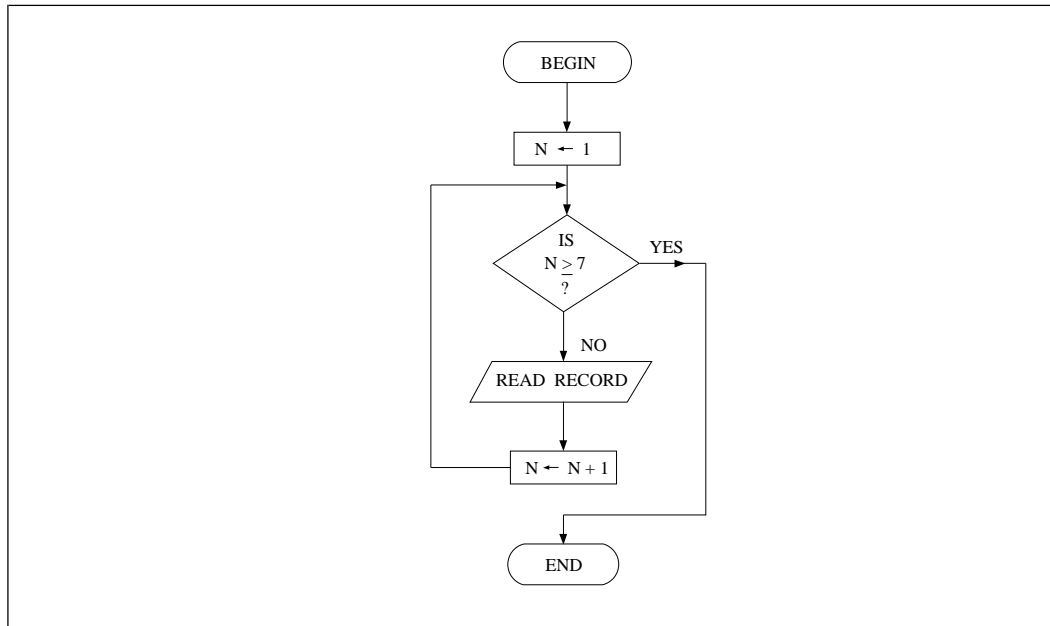 BEGIN
N ← 1
IS
N ≥ 7
?
YES
NO
READ RECORD
N ← N + 1
END